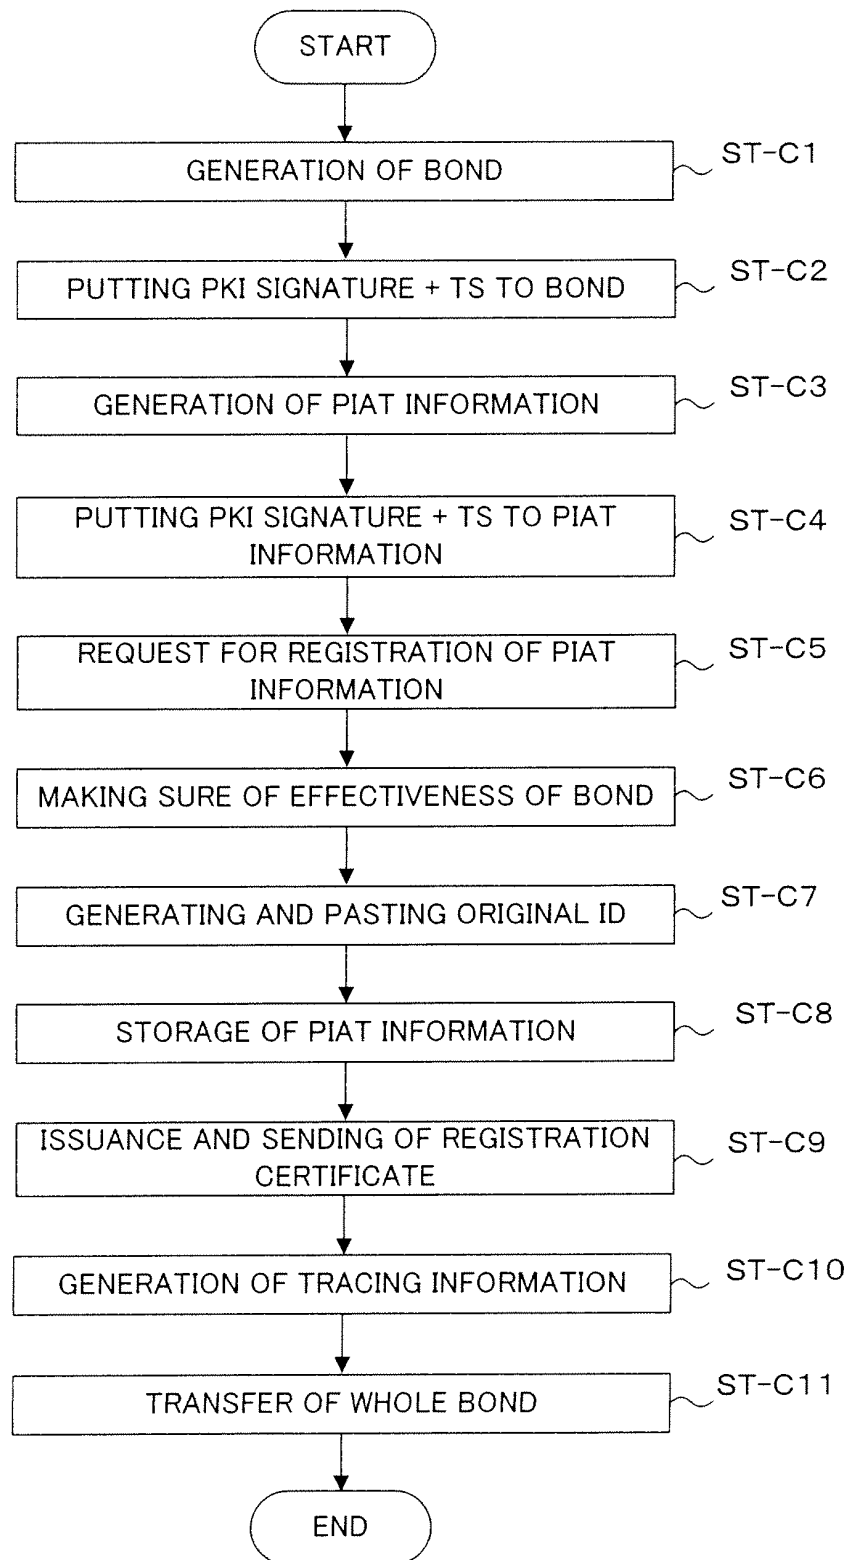 START
GENERATION OF BOND
ST-C1
PUTTING PKI SIGNATURE + TS TO BOND
ST-C2
GENERATION OF PIAT INFORMATION
ST-C3
PUTTING PKI SIGNATURE + TS TO PIAT
INFORMATION
ST-C4
REQUEST FOR REGISTRATION OF PIAT
INFORMATION
ST-C5
MAKING SURE OF EFFECTIVENESS OF BOND
ST-C6
GENERATING AND PASTING ORIGINAL ID
ST-C7
STORAGE OF PIAT INFORMATION
ST-C8
ISSUANCE AND SENDING OF REGISTRATION
CERTIFICATE
ST-C9
GENERATION OF TRACING INFORMATION
ST-C10
TRANSFER OF WHOLE BOND
ST-C11
END